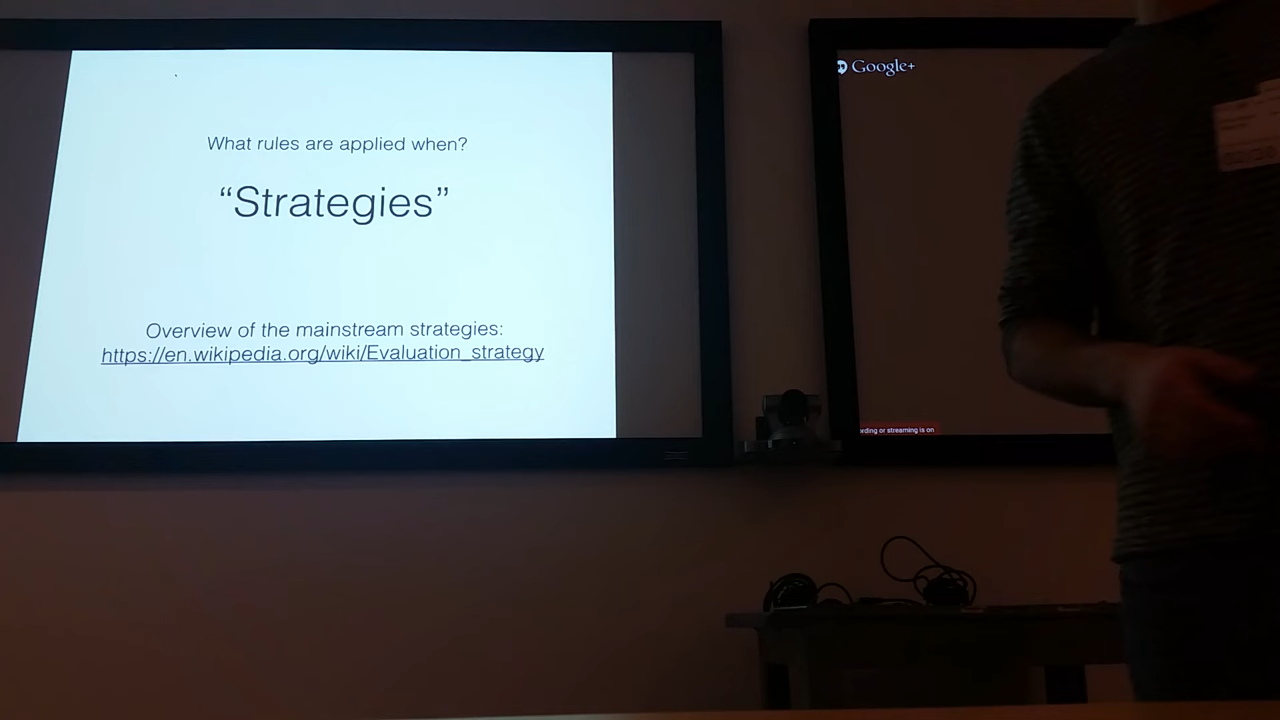 What rules are applied when?
“Strategies”
Overview of the mainstream strategies:
https://en.wikipedia.org/wiki/Evaluation_strategy
Google+
rding or streaming is on